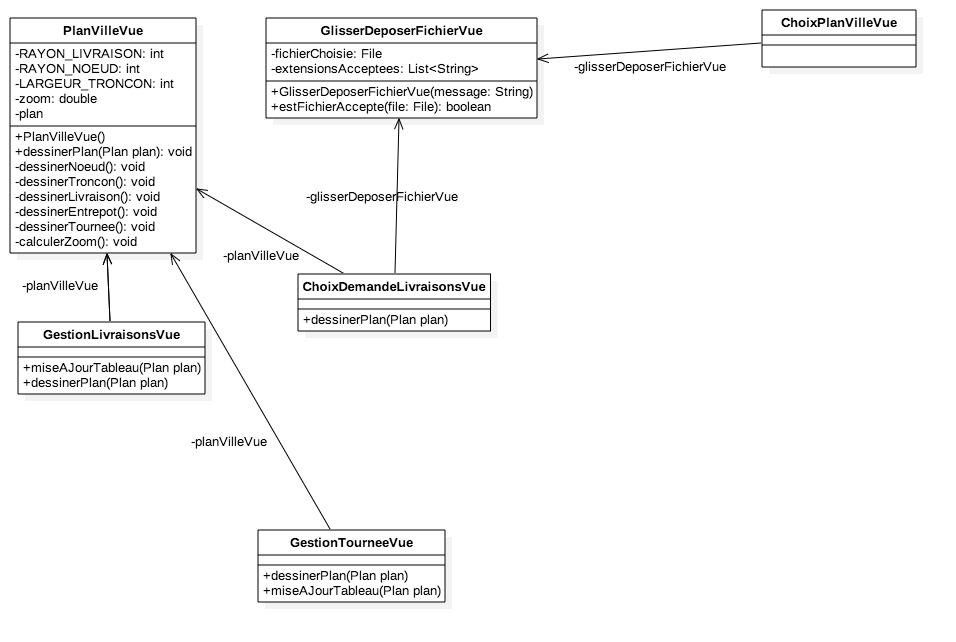 PlanVilleVue
-RAYON_LIVRAISON: int
-RAYON_NOEUD: int
-LARGEUR_TRONCON: int
-zoom: double
-plan
+PlanVilleVue()
+dessinerPlan(Plan plan): void
-dessinerNoeud(): void
-dessinerTroncon(): void
-dessinerLivraison(): void
-dessinerEntrepot(): void
-dessinerTournee(): void
-calculerZoom(): void
GlisserDeposerFichierVue
-fichierChoisie: File
-extensionsAcceptees: List<String>
+GlisserDeposerFichierVue(message: String)
+estFichierAccepte(file: File): boolean
ChoixPlanVilleVue
-glisserDeposerFichierVue
-glisserDeposerFichierVue
-planVilleVue
-planVilleVue
ChoixDemandeLivraisonsVue
+dessinerPlan(Plan plan)
GestionLivraisonsVue
+miseAJourTableau(Plan plan)
+dessinerPlan(Plan plan)
-planVilleVue
GestionTourneeVue
+dessinerPlan(Plan plan)
+miseAJourTableau(Plan plan)